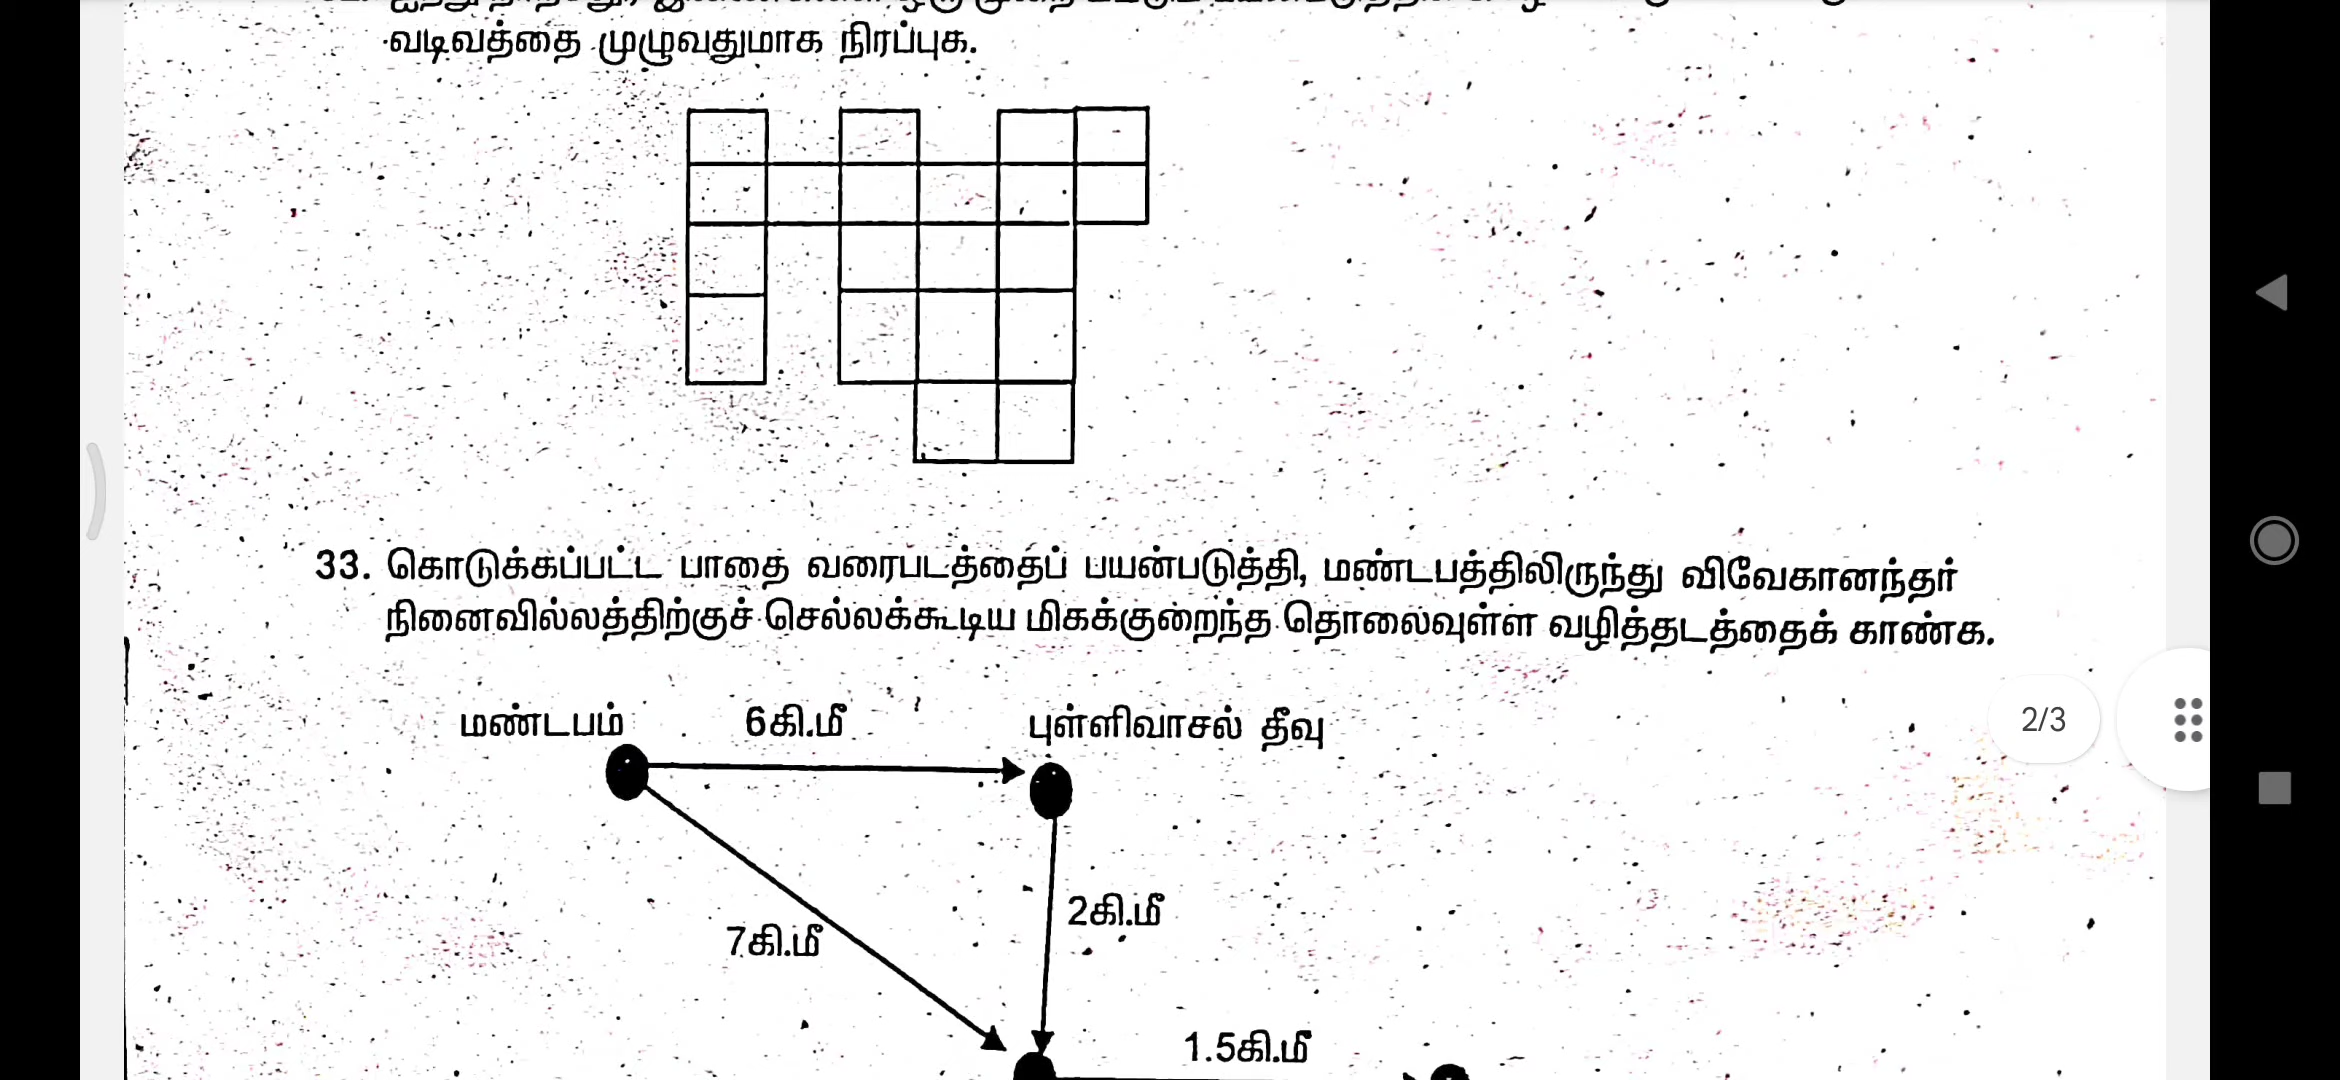 வடிவத்தை முழுவதுமாக நிரப்புக.
33. கொடுக்கப்பட்ட பாதை வரைபடத்தைப் பயன்படுத்தி, மண்டபத்திலிருந்து விவேகானந்தர்
நினைவில்லத்திற்குச் செல்லக்கூடிய மிகக்குறைந்த தொலைவுள்ள வழித்தடத்தைக் காண்க.
மண்டபம் 6கி.மீ புள்ளிவாசல் தீவு
2/3
2கி.மீ
7கி.மீ
1.5கி.மீ